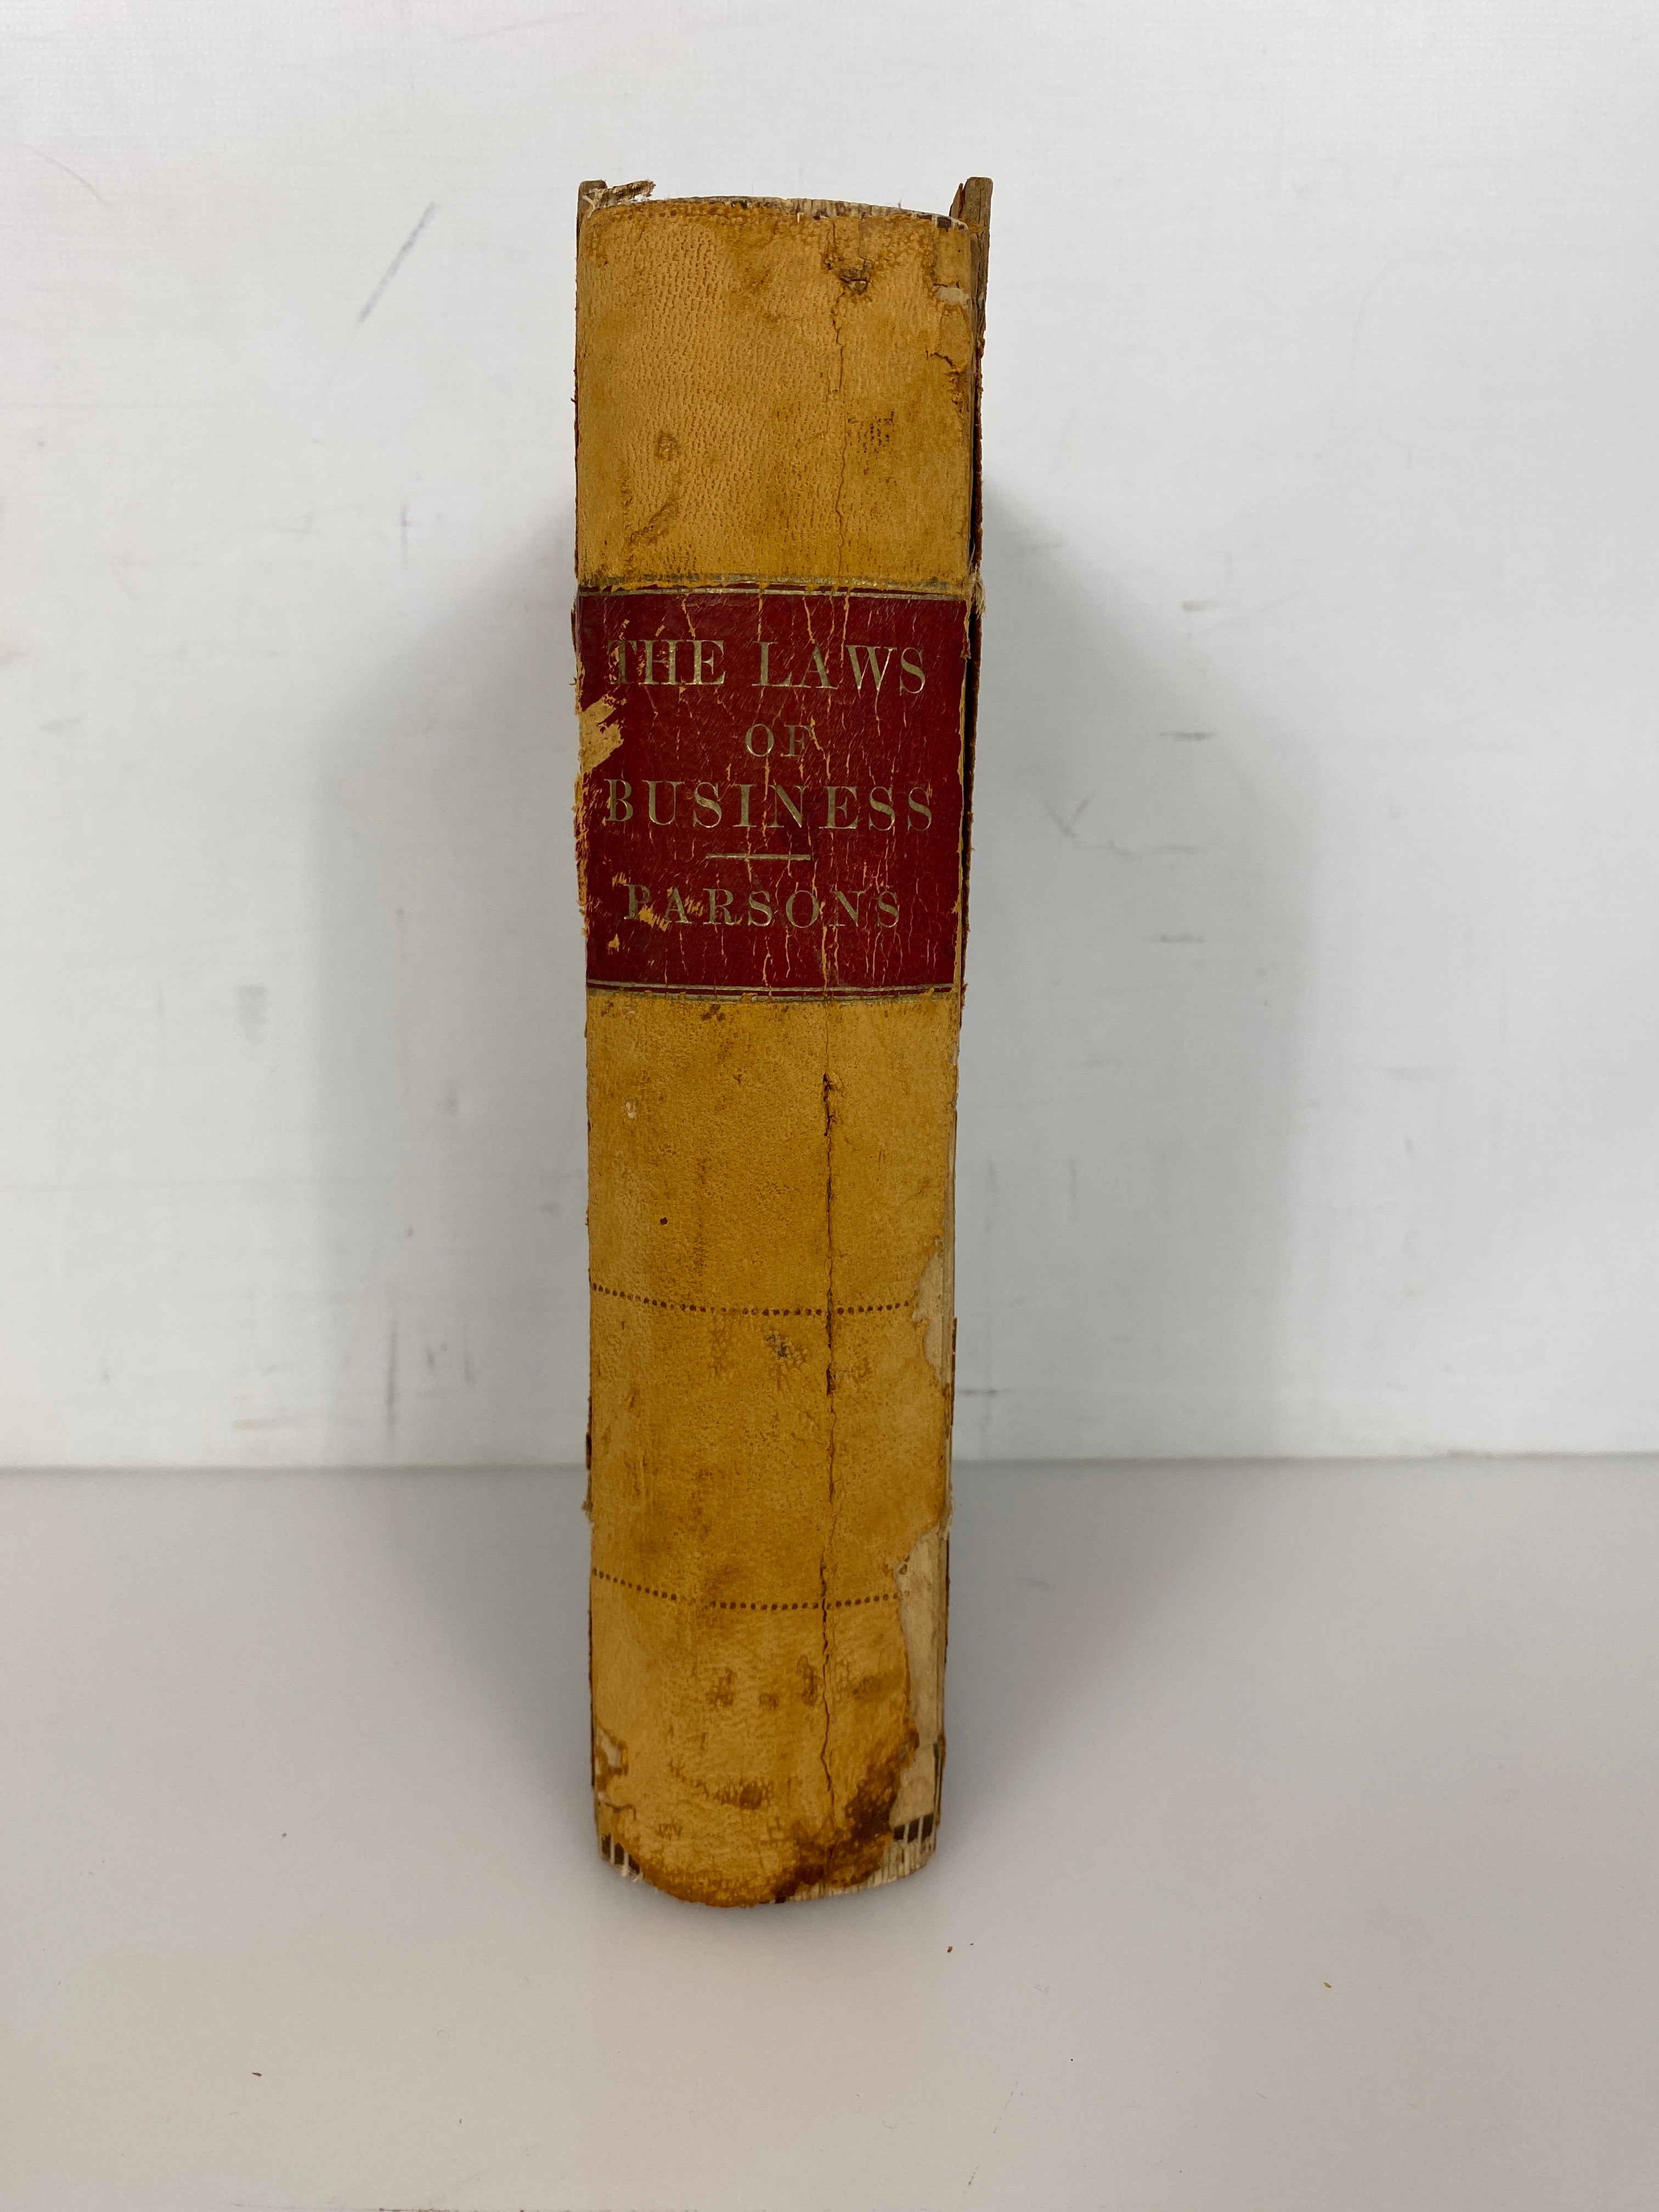 THE LAWS
OF
BUSINESS
PARSONS